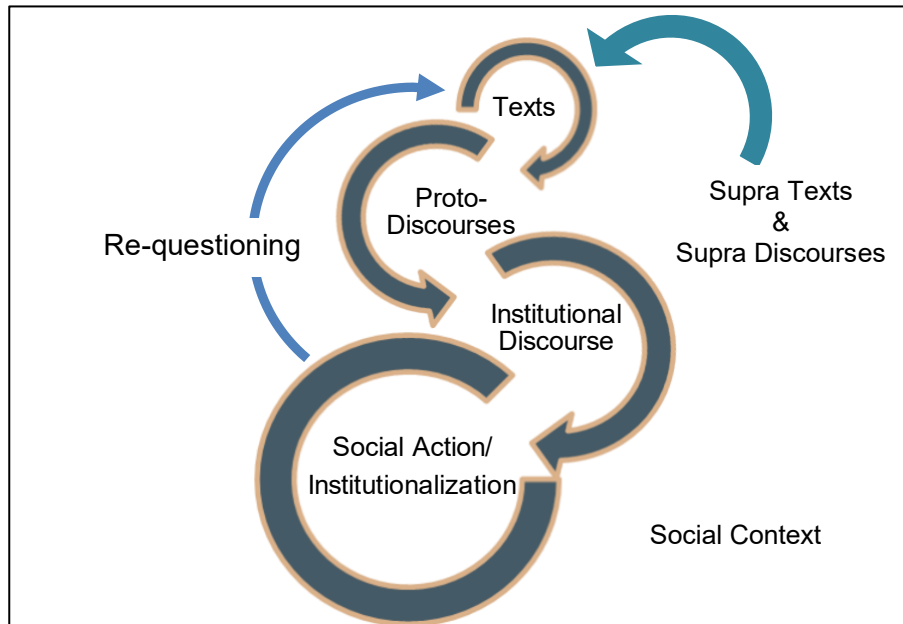 Texts
Proto-
Discourses
Supra Texts
&
Supra Discourses
Re-questioning
Institutional
Discourse
Social Action/
Institutionalization
Social Context